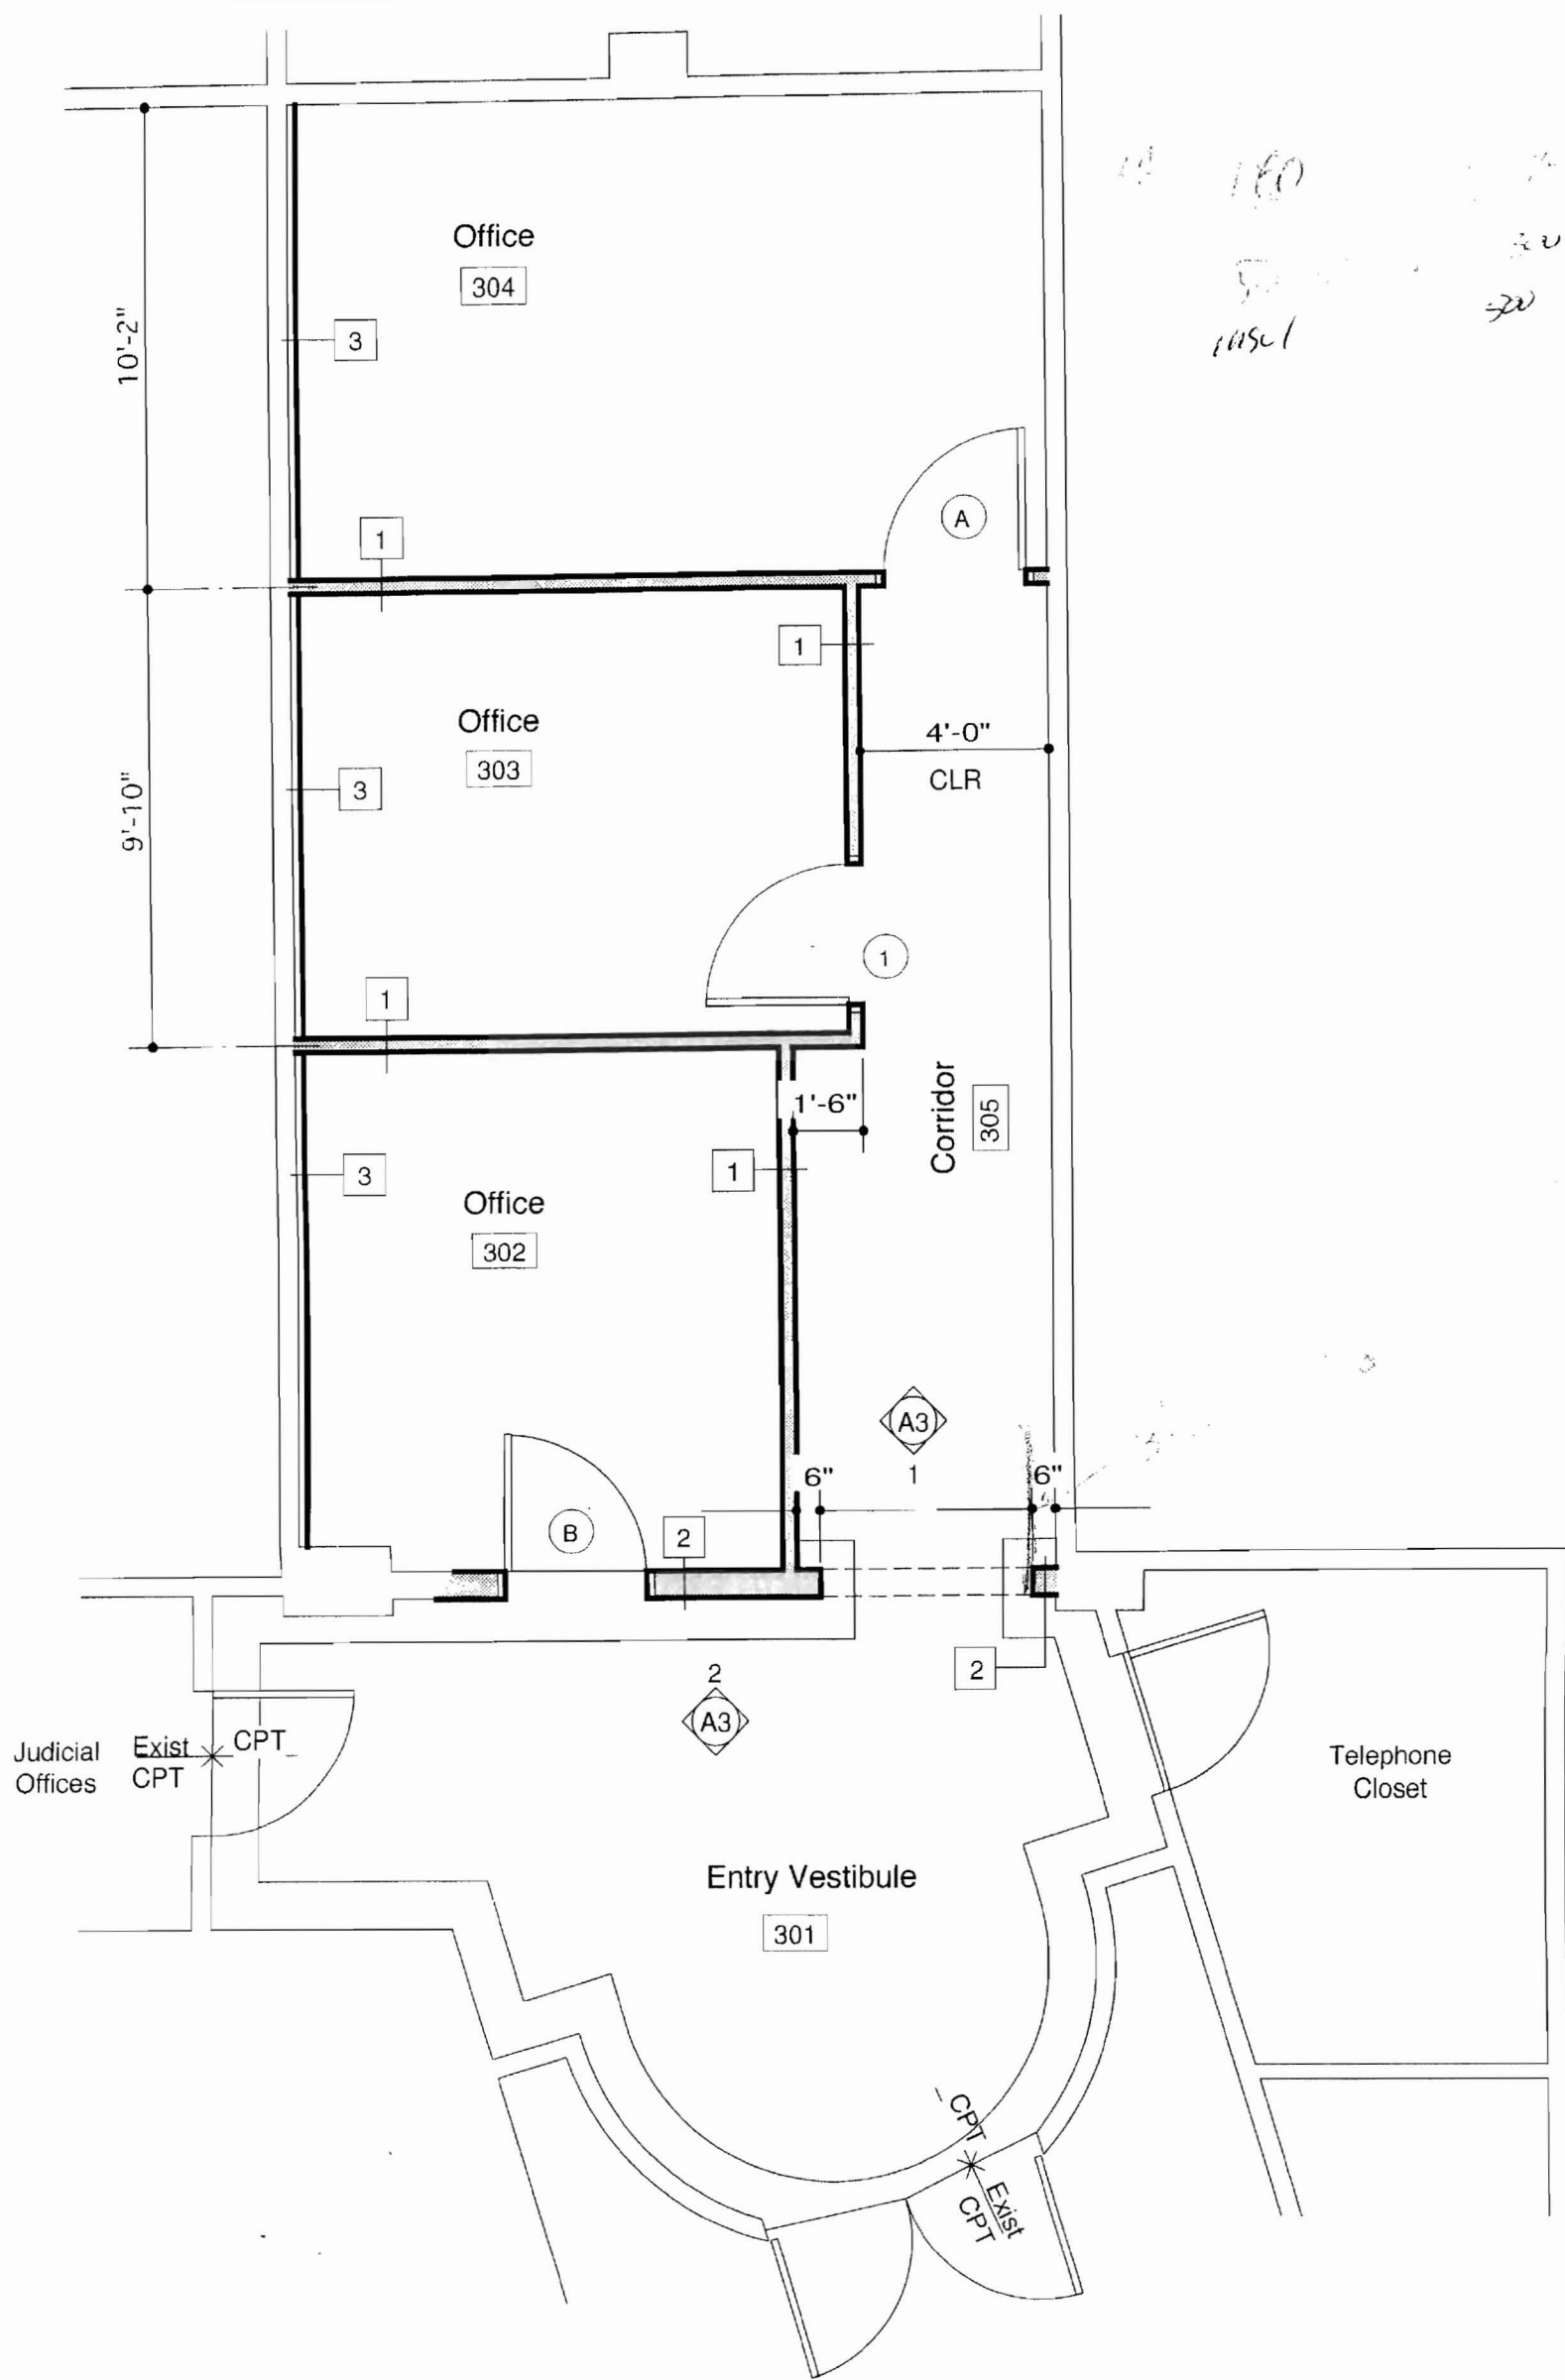 Office
304
3
10'-2"
A
1
1
Office
303
3
4'-0"
CLR
9'-10"
1
1
1'-6"
Corridor
305
3
1
Office
302
A3
1
6"
6"
B
2
2
2
A3
Judicial
Offices
Exist
CPT
CPT
Telephone
Closet
Entry Vestibule
301
CPT
Exist
CPT